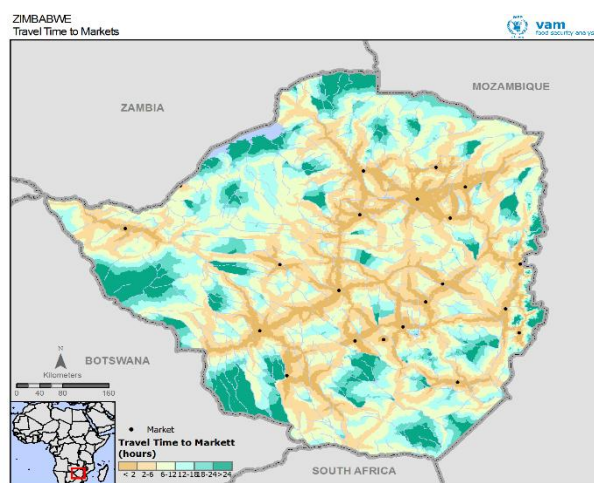 ZIMBABWE
Travel Time to Markets
WFP
vam
food security analysis
ZAMBIA
MOZAMBIQUE
BOTSWANA
SOUTH AFRICA
N
Kilometers
0 40 80 160
Market
Travel Time to Markett
(hours)
< 2 2-6 6-12 12-18 18-24 >24